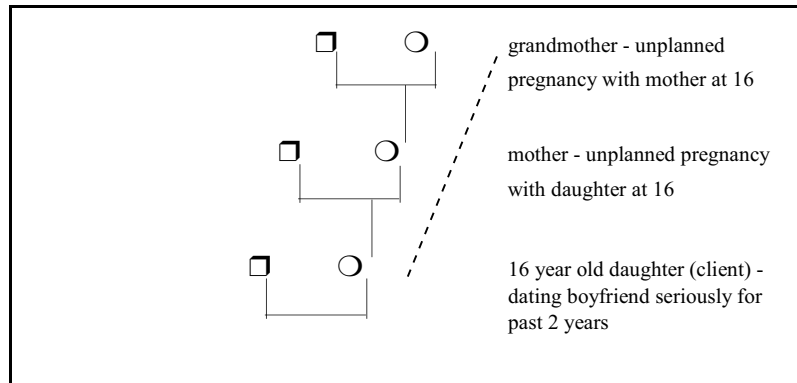 grandmother - unplanned
pregnancy with mother at 16
mother - unplanned pregnancy
with daughter at 16
16 year old daughter (client) -
dating boyfriend seriously for
past 2 years